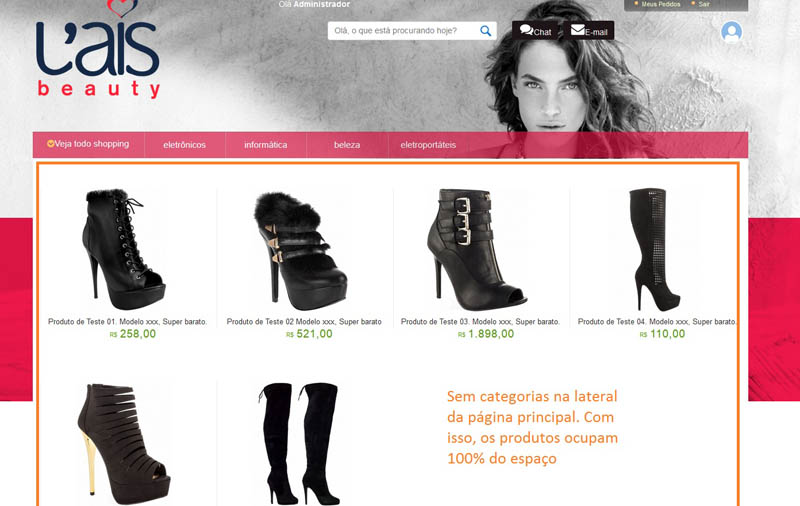 Olá Administrador
Meus Pedidos
Sair
L'ais
beauty
Olá, o que está procurando hoje?
Chat
E-mail
Veja todo shopping
eletrônicos
informática
beleza
eletroportáteis
Produto de Teste 01. Modelo xxx, Super barato.
R$ 258,00
Produto de Teste 02 Modelo xxx, Super barato
R$ 521,00
Produto de Teste 03. Modelo xxx, Super barato.
R$ 1.898,00
Produto de Teste 04. Modelo xxx, Super barato.
R$ 110,00
Sem categorias na lateral
da página principal. Com
isso, os produtos ocupam
100% do espaço